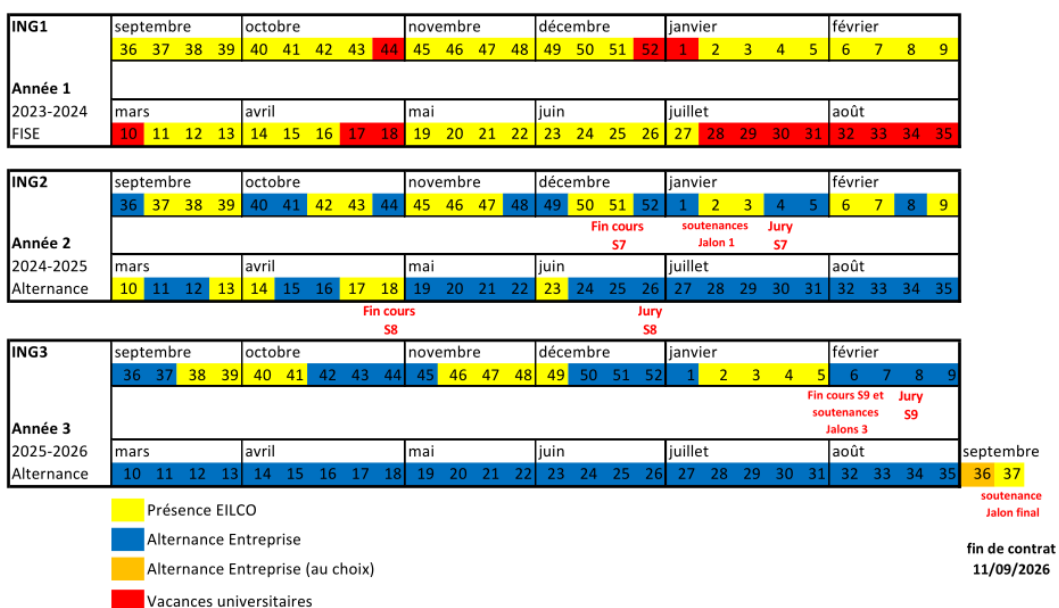 ING1 septembre octobre novembre décembre janvier février
36 37 38 39 40 41 42 43 44 45 46 47 48 49 50 51 52 1 2 3 4 5 6 7 8 9
Année 1
2023-2024 mars avril mai juin juillet août
FISE 10 11 12 13 14 15 16 17 18 19 20 21 22 23 24 25 26 27 28 29 30 31 32 33 34 35
ING2 septembre octobre novembre décembre janvier février
36 37 38 39 40 41 42 43 44 45 46 47 48 49 50 51 52 1 2 3 4 5 6 7 8 9
Fin cours soutenances Jury
S7 Jalon 1 S7
Année 2
2024-2025 mars avril mai juin juillet août
Alternance 10 11 12 13 14 15 16 17 18 19 20 21 22 23 24 25 26 27 28 29 30 31 32 33 34 35
Fin cours Jury
S8 S8
ING3 septembre octobre novembre décembre janvier février
36 37 38 39 40 41 42 43 44 45 46 47 48 49 50 51 52 1 2 3 4 5 6 7 8 9
Fin cours S9 et Jury
soutenances S9
Jalons 3
Année 3
2025-2026 mars avril mai juin juillet août septembre
Alternance 10 11 12 13 14 15 16 17 18 19 20 21 22 23 24 25 26 27 28 29 30 31 32 33 34 35 36 37
soutenance
Jalon final
Présence EILCO
Alternance Entreprise
fin de contrat
11/09/2026
Alternance Entreprise (au choix)
Vacances universitaires